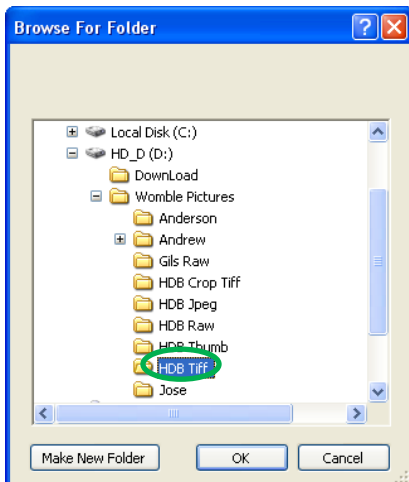 Browse For Folder
Local Disk (C:)
HD_D (D:)
DownLoad
Womble Pictures
Anderson
Andrew
Gils Raw
HDB Crop Tiff
HDB Jpeg
HDB Raw
HDB Thumb
HDB Tiff
Jose
Make New Folder
OK
Cancel